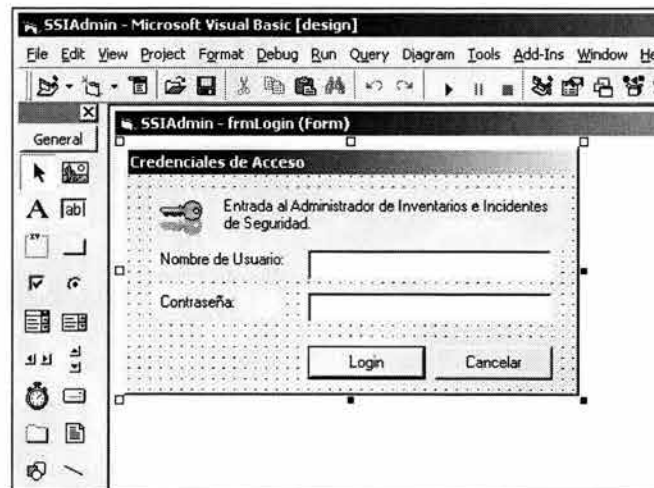 SSIAdmin - Microsoft Visual Basic [design]
File Edit View Project Format Debug Run Query Diagram Tools Add-Ins Window He
General
SSIAdmin - frmLogin (Form)
Credenciales de Acceso
Entrada al Administrador de Inventarios e Incidentes
de Seguridad.
Nombre de Usuario:
Contraseña:
Login Cancelar